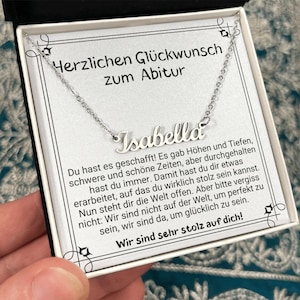 Herzlichen Glückwunsch
zum Abitur
Isabella
Du hast es geschafft! Es gab Höhen und Tiefen,
schwere und schöne Zeiten, aber durchgehalten
hast du immer. Damit hast du dir etwas
erarbeitet, auf das du wirklich stolz sein kannst.
Nun steht dir die Welt offen. Aber bitte vergiss
nicht: Wir sind nicht auf der Welt, um perfekt zu
sein, wir sind da, um glücklich zu sein.
Wir sind sehr stolz auf dich!